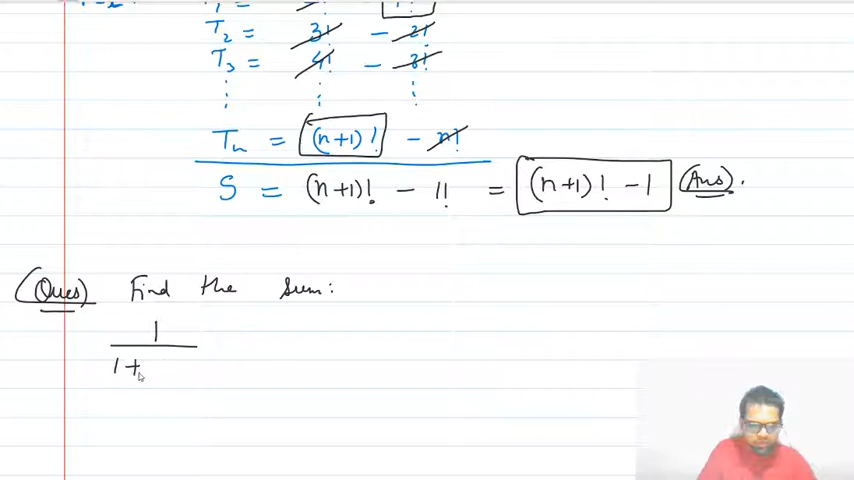 T₂ = 3! - 2!
T₃ = 4! - 3!
⋮ ⋮ ⋮
Tₙ = (n+1)! - n!
S = (n+1)! - 1! = (n+1)! - 1 (Ans).
(Ques) Find the sum:
1
1+